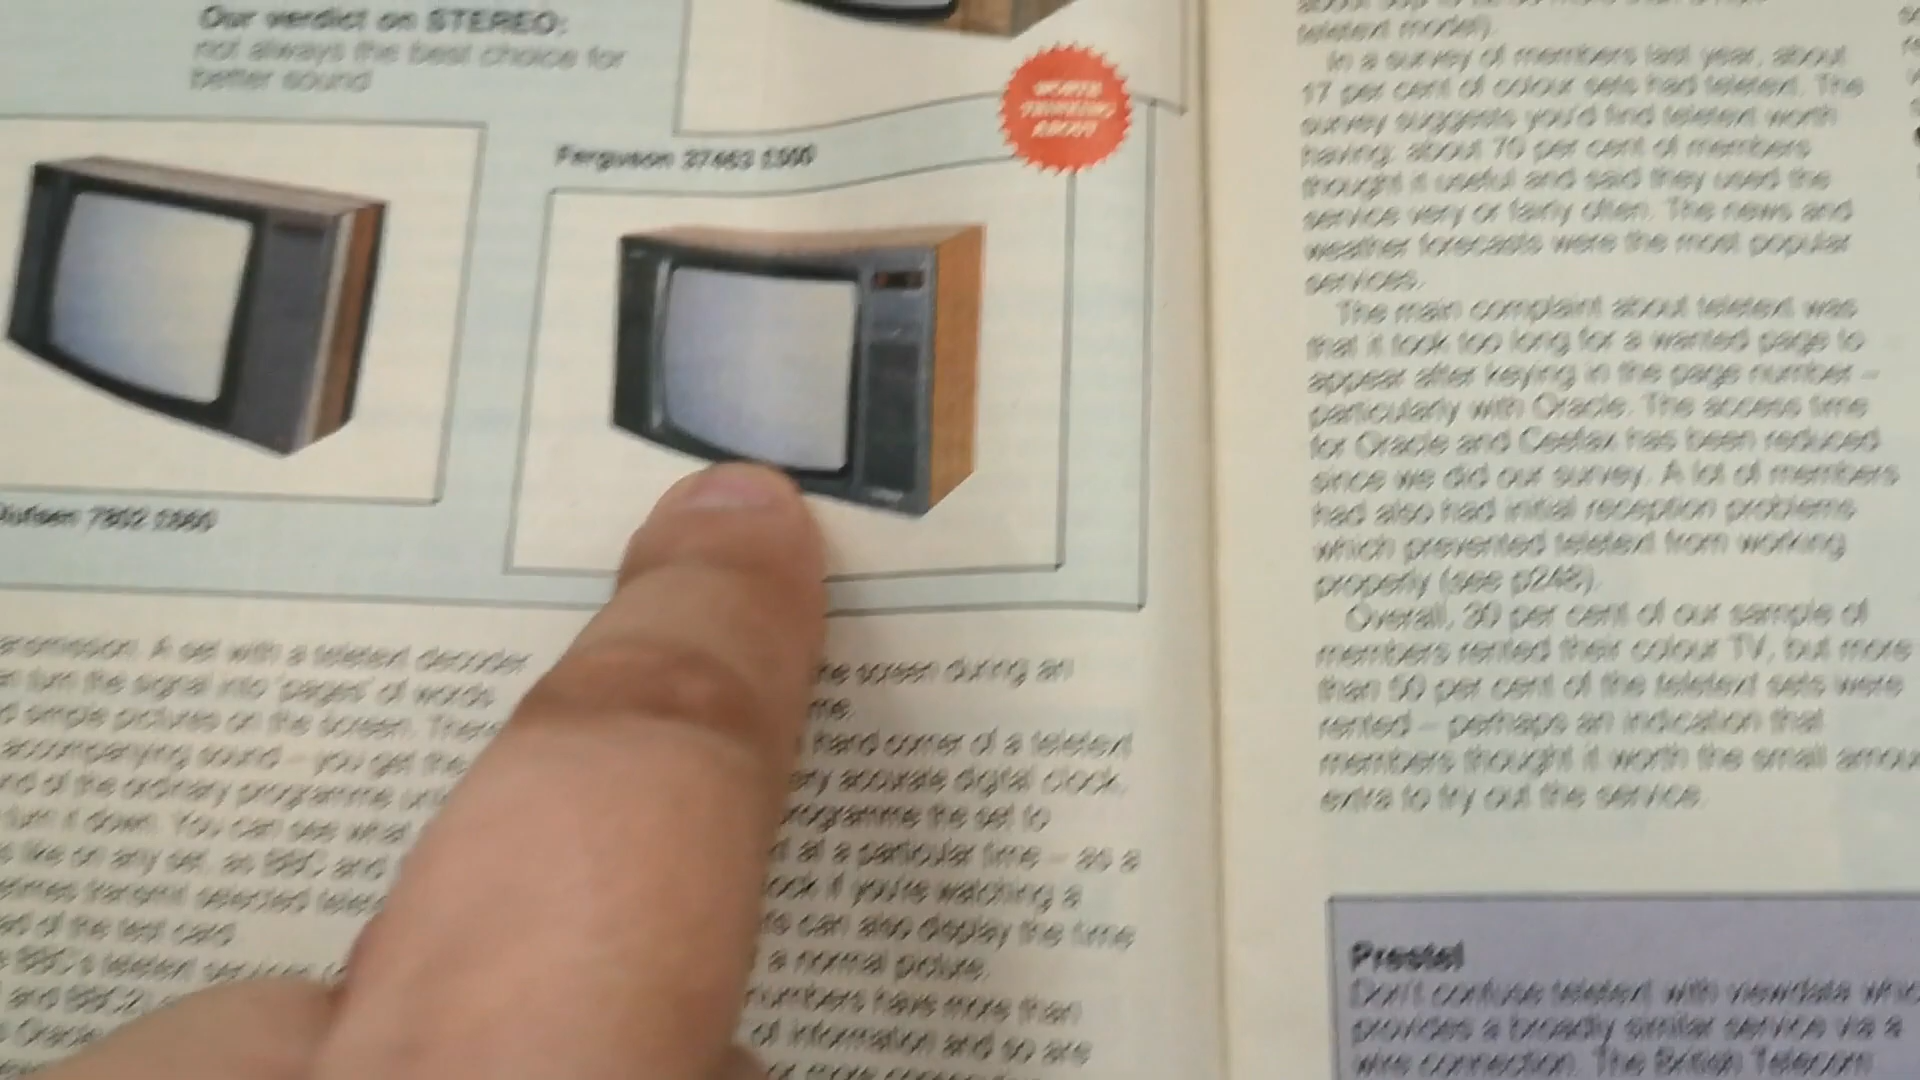 Our verdict on STEREO:
not always the best choice for
better sound
WORTH
THINKING
ABOUT
Ferguson
ansmission. A set with a teletext decoder
turn the signal into 'pages' of words
simple pictures on the screen. There
accompanying sound – you get the
of the ordinary programme
turn it down. You can see what
like on any set, as BBC and
transmit selected
of the test card.
BBC's teletext services
and BBC2
Oracle
screen during an
hand corner of a teletext
accurate digital clock.
programme the set to
at a particular time – as a
if you're watching a
can also display the time
a normal picture.
numbers have more than
of information and so are
teletext model).
In a survey of members last year, about
17 per cent of colour sets had teletext. The
survey suggests you'd find teletext worth
having: about 70 per cent of members
thought it useful and said they used the
service very or fairly often. The news and
weather forecasts were the most popular
services.
The main complaint about teletext was
that it took too long for a wanted page to
appear after keying in the page number –
particularly with Oracle. The access time
for Oracle and Ceefax has been reduced
since we did our survey. A lot of members
had also had initial reception problems
which prevented teletext from working
properly (see p248).
Overall, 30 per cent of our sample of
members rented their colour TV, but more
than 50 per cent of the teletext sets were
rented – perhaps an indication that
members thought it worth the small amou
extra to try out the service.
Prestel
Don't confuse teletext with viewdata whic
provides a broadly similar service via a
wire connection. The British Telecom